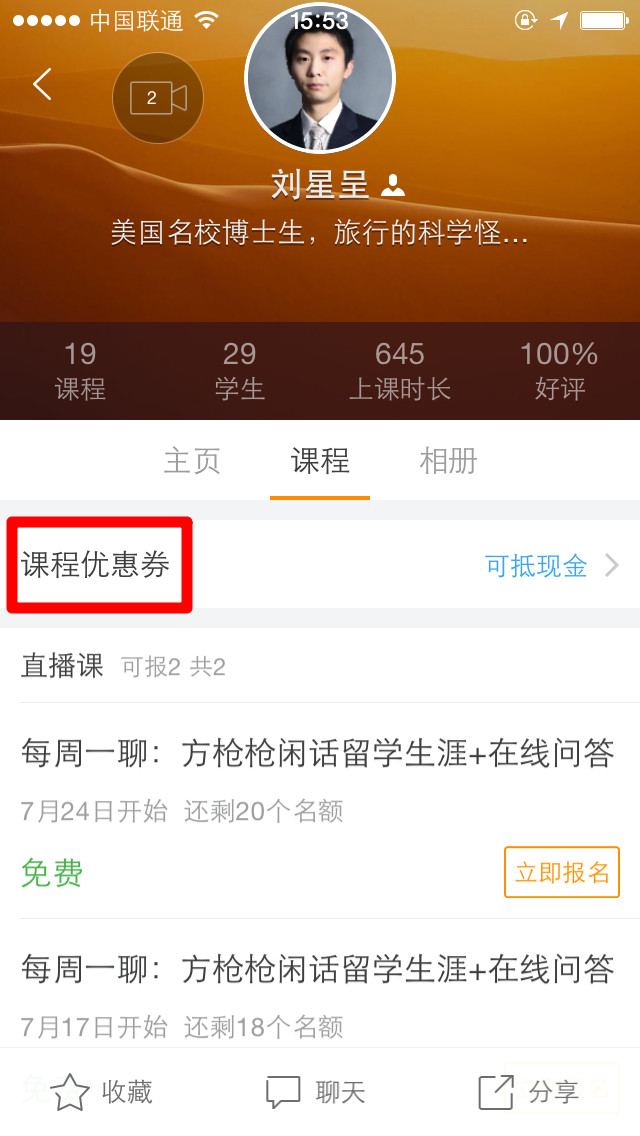 中国联通 15:53
2
刘星呈
美国名校博士生，旅行的科学怪...
19 29 645 100%
课程 学生 上课时长 好评
主页 课程 相册
课程优惠券 可抵现金
直播课 可报2 共2
每周一聊：方枪枪闲话留学生涯+在线问答
7月24日开始 还剩20个名额
免费 立即报名
每周一聊：方枪枪闲话留学生涯+在线问答
7月17日开始 还剩18个名额
收藏 聊天 分享